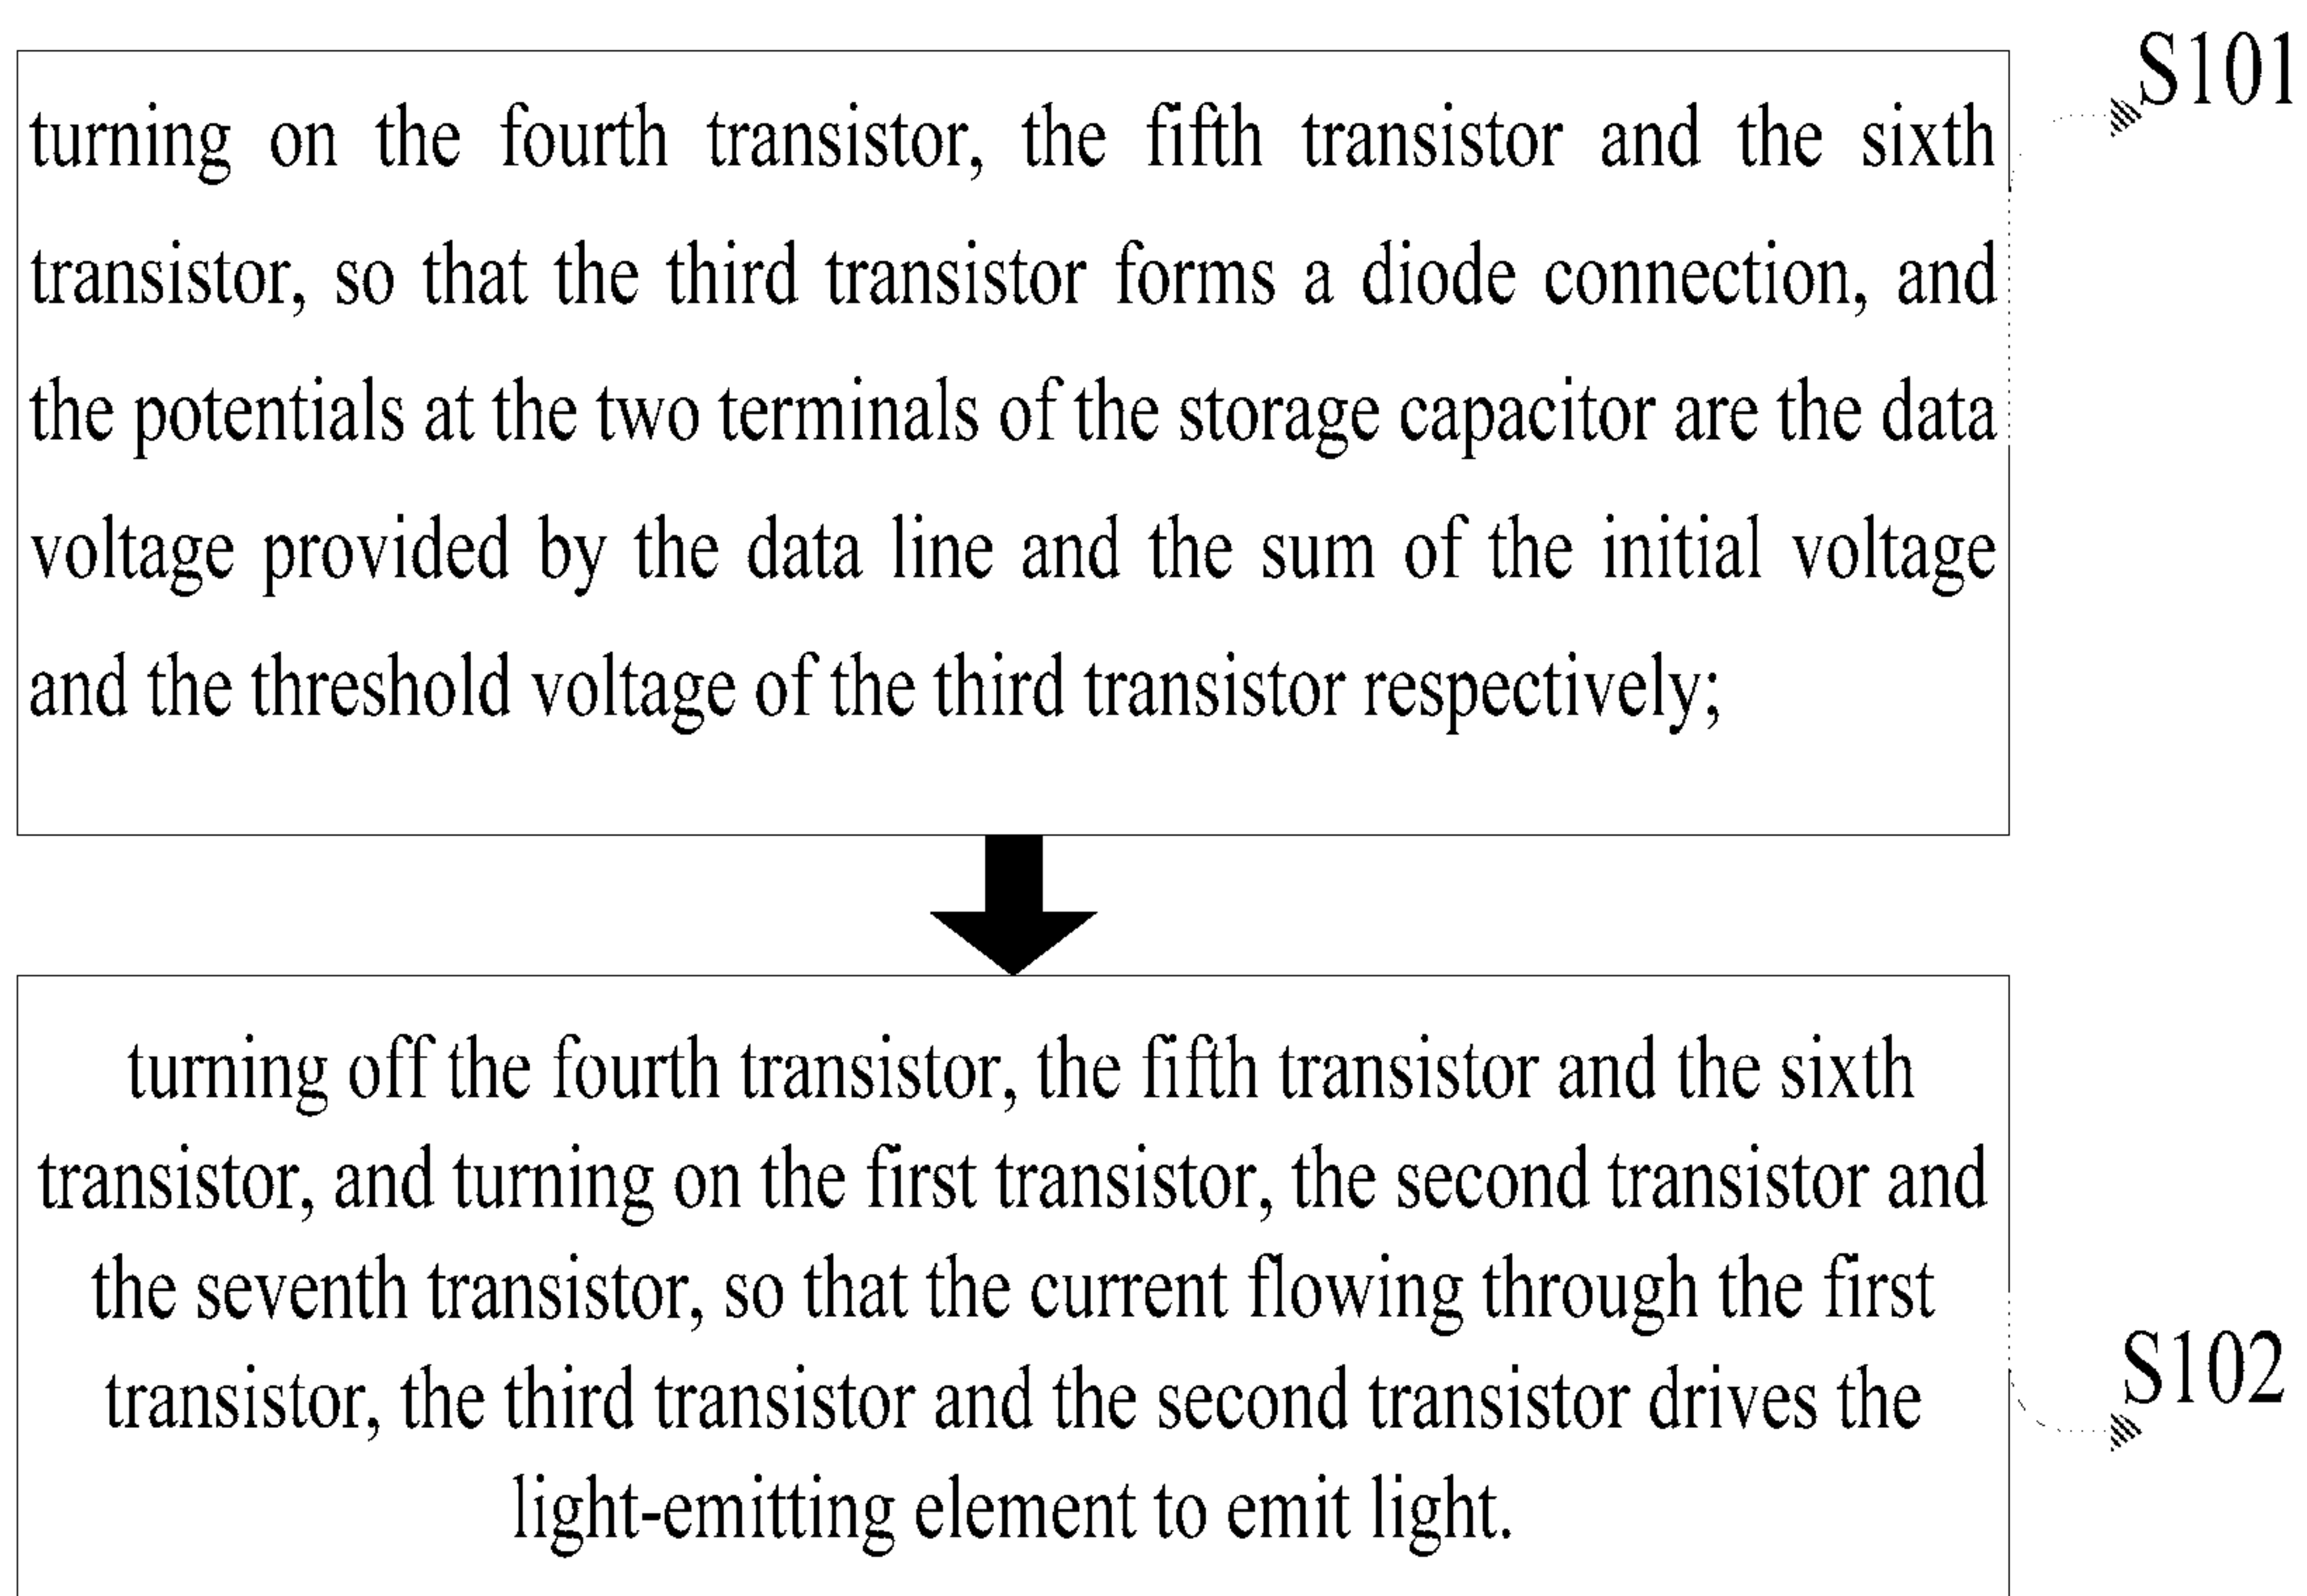 S101
turning on the fourth transistor, the fifth transistor and the sixth
transistor, so that the third transistor forms a diode connection, and
the potentials at the two terminals of the storage capacitor are the data
voltage provided by the data line and the sum of the initial voltage
and the threshold voltage of the third transistor respectively;
turning off the fourth transistor, the fifth transistor and the sixth
transistor, and turning on the first transistor, the second transistor and
the seventh transistor, so that the current flowing through the first
transistor, the third transistor and the second transistor drives the
light-emitting element to emit light.
S102